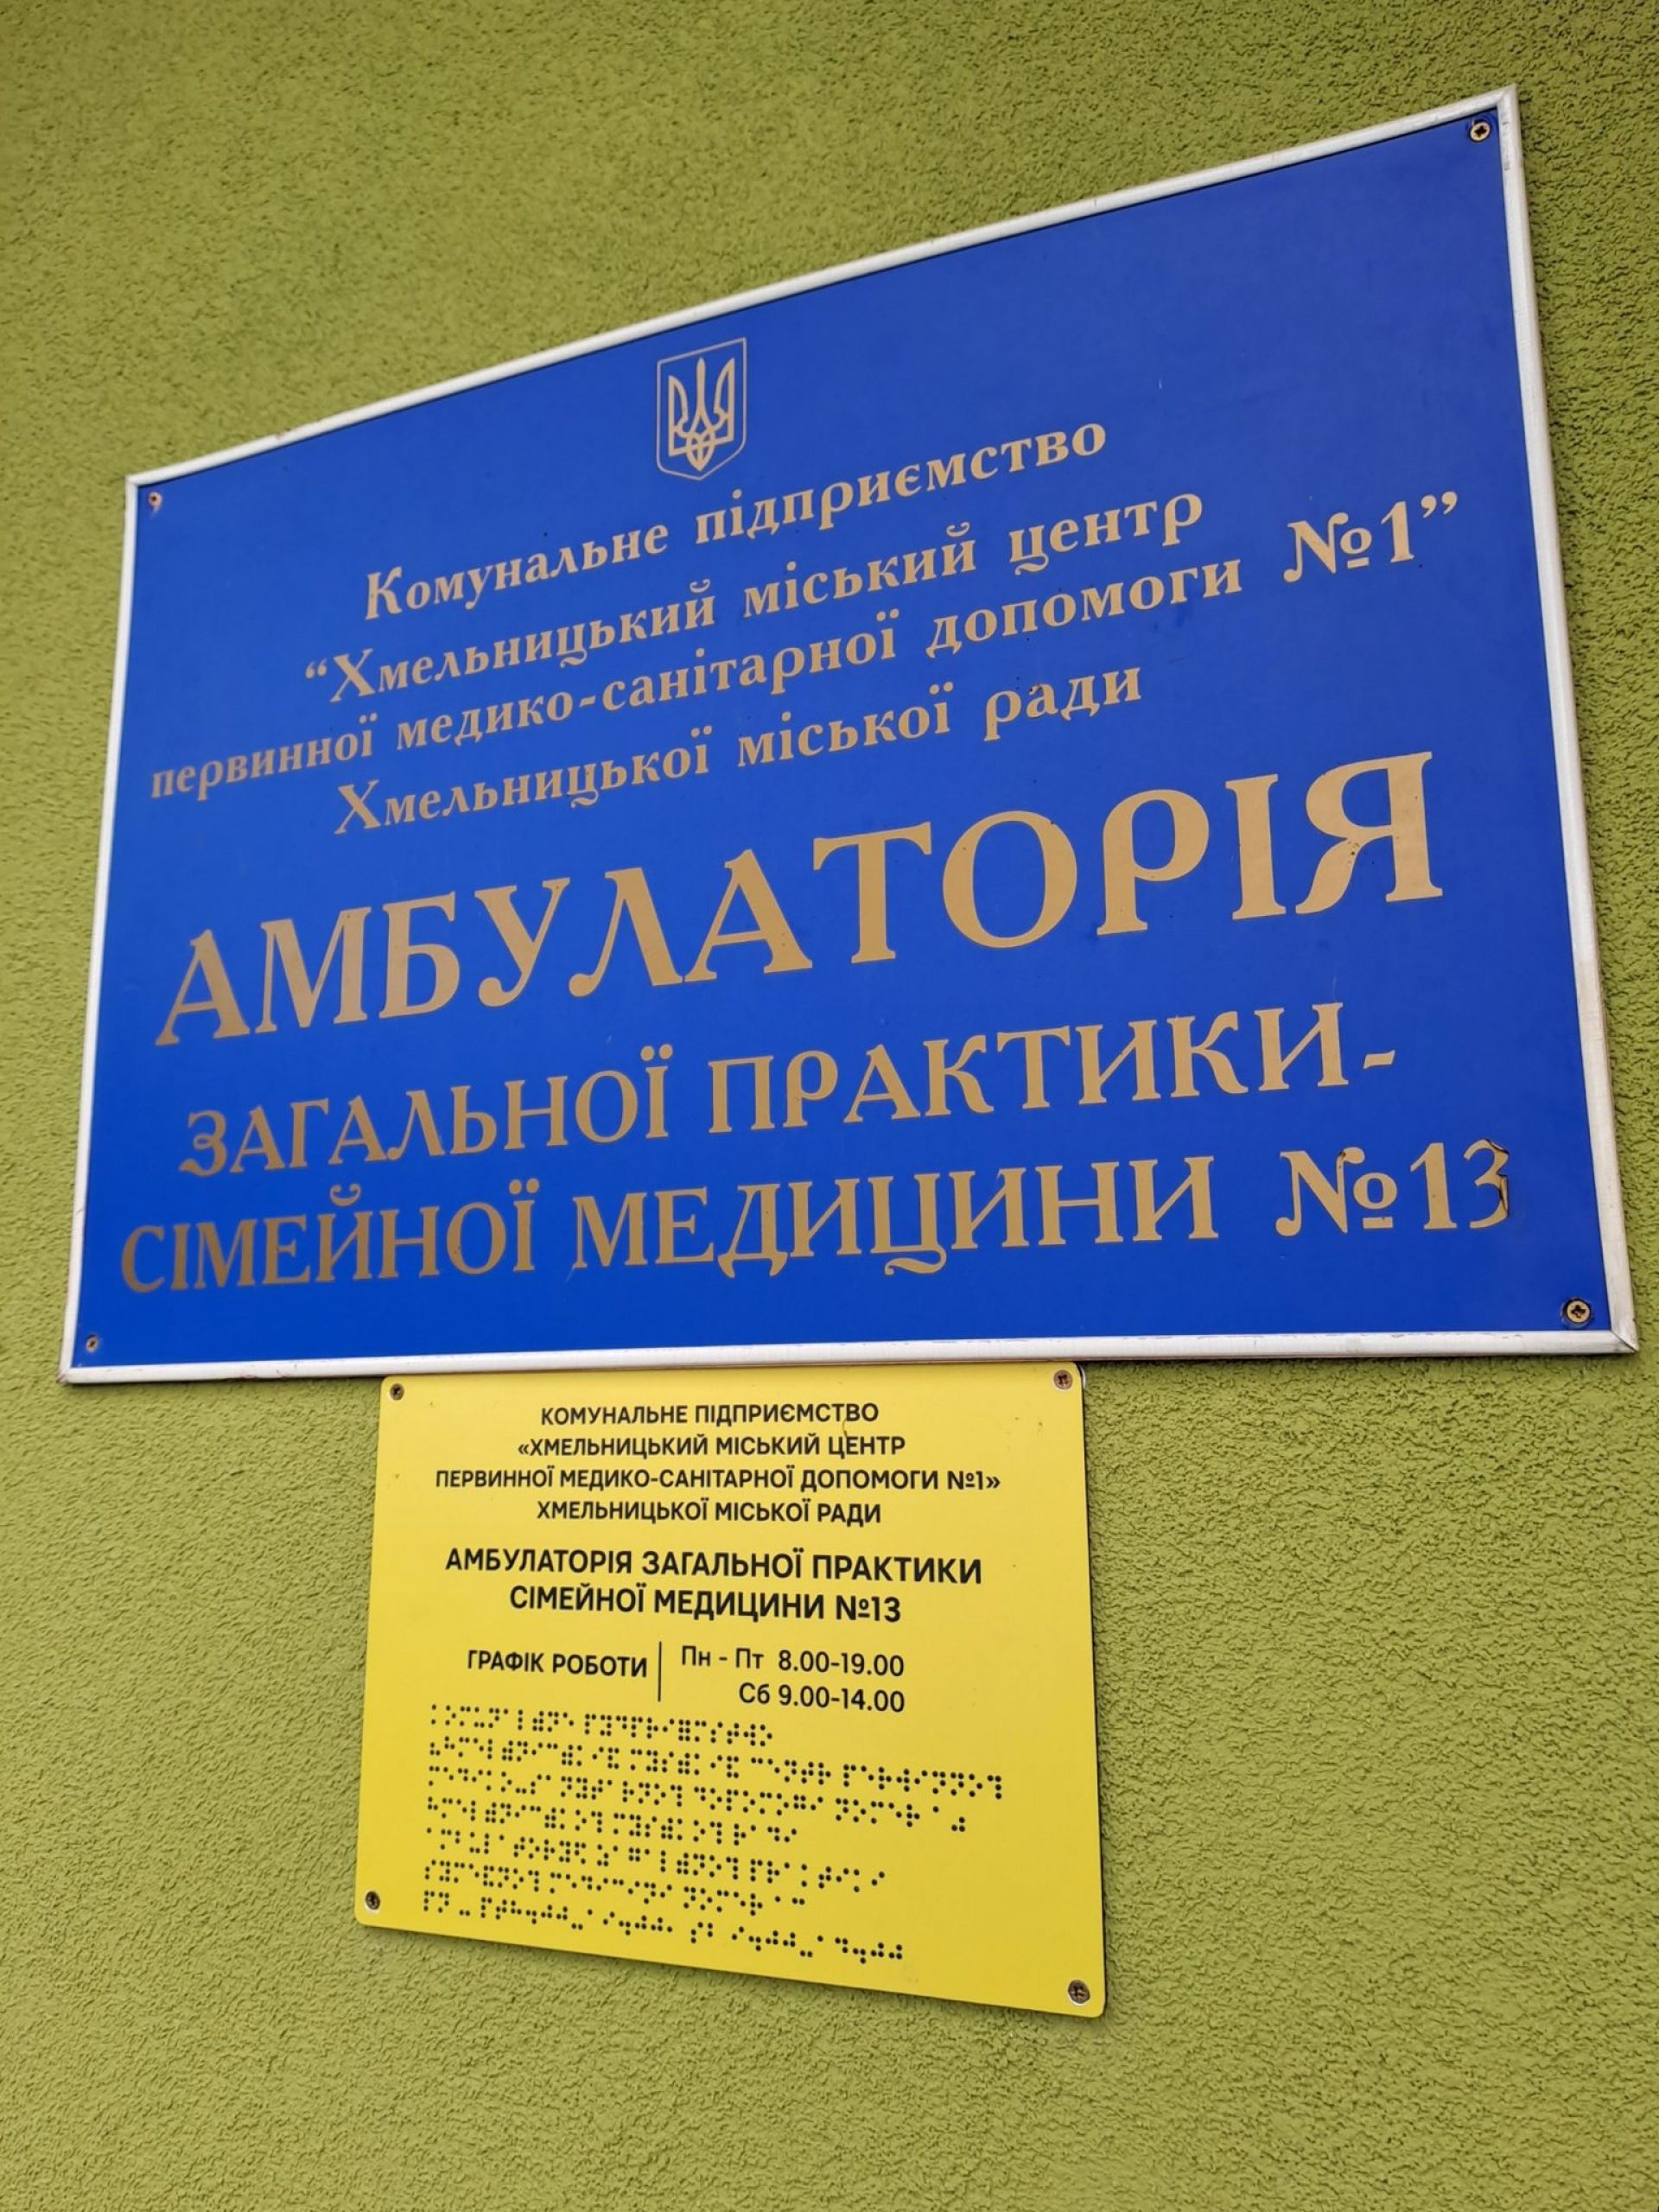 Комунальне підприємство
“Хмельницький міський центр
первинної медико-санітарної допомоги №1”
Хмельницької міської ради
АМБУЛАТОРІЯ
ЗАГАЛЬНОЇ ПРАКТИКИ-
СІМЕЙНОЇ МЕДИЦИНИ №13
КОМУНАЛЬНЕ ПІДПРИЄМСТВО
«ХМЕЛЬНИЦЬКИЙ МІСЬКИЙ ЦЕНТР
ПЕРВИННОЇ МЕДИКО-САНІТАРНОЇ ДОПОМОГИ №1»
ХМЕЛЬНИЦЬКОЇ МІСЬКОЇ РАДИ
АМБУЛАТОРІЯ ЗАГАЛЬНОЇ ПРАКТИКИ
СІМЕЙНОЇ МЕДИЦИНИ №13
ГРАФІК РОБОТИ Пн - Пт 8.00-19.00
Сб 9.00-14.00